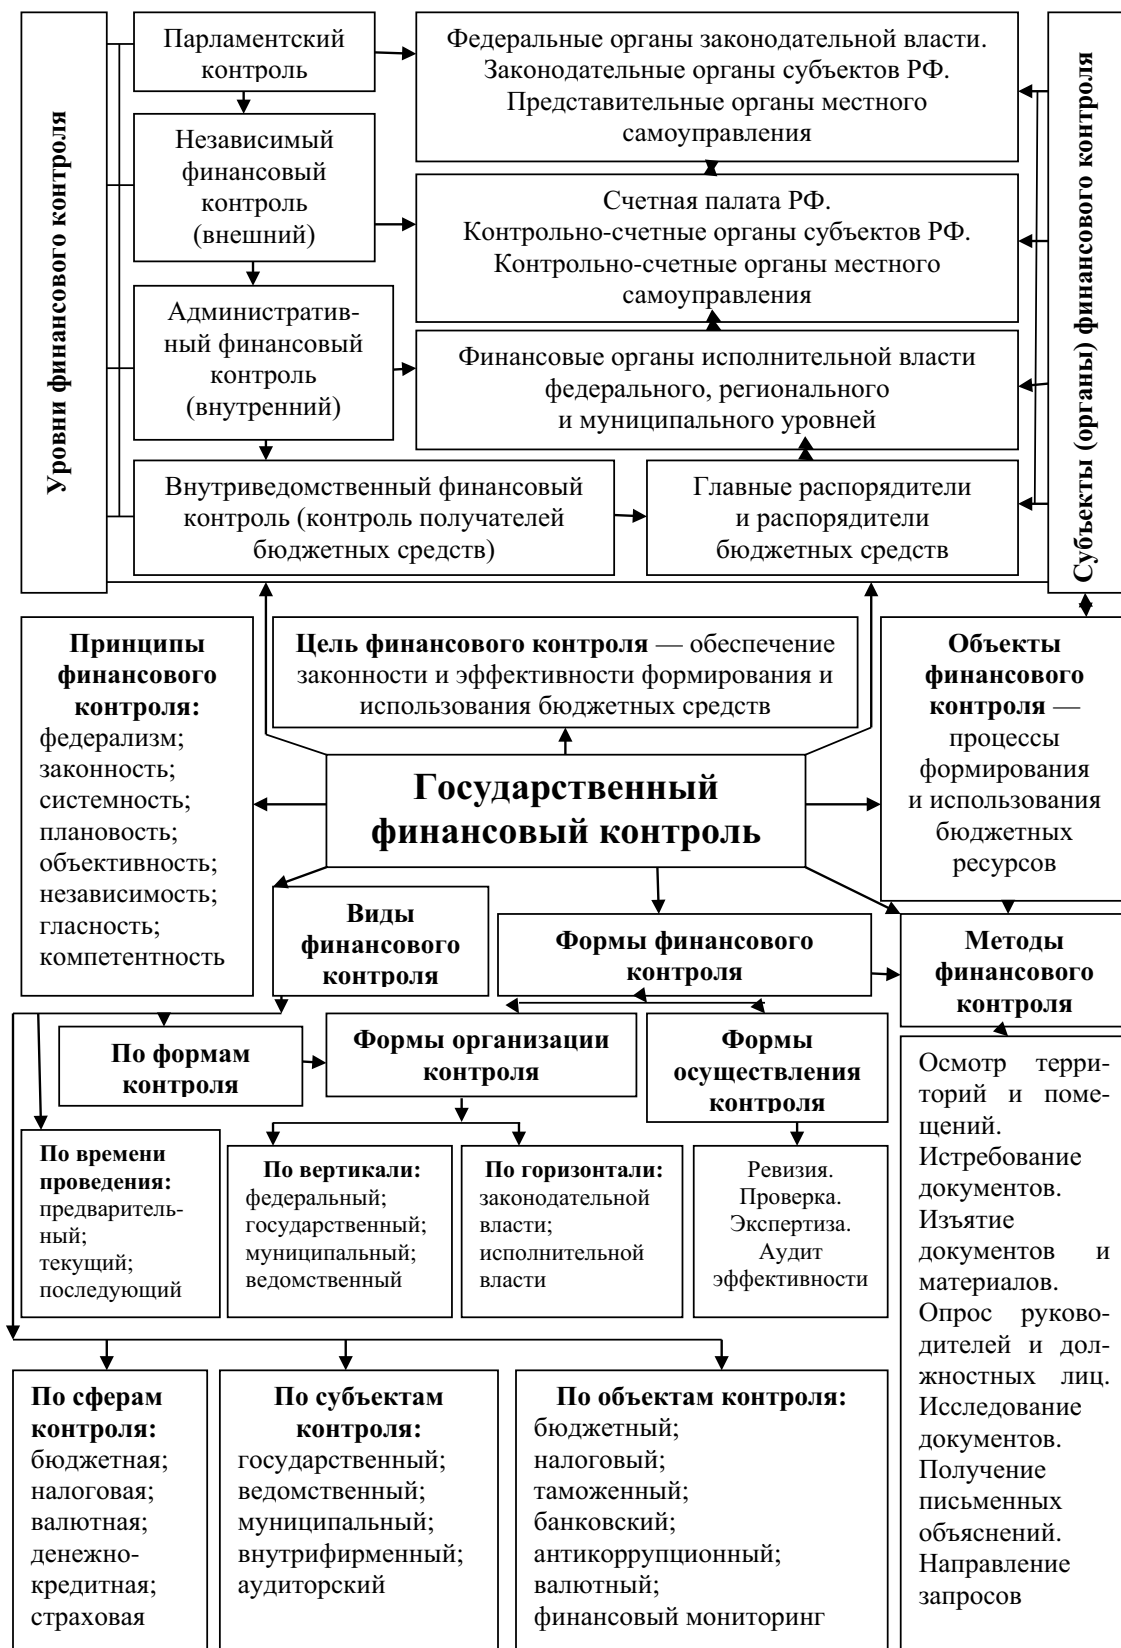 Уровни финансового контроля
Парламентский
контроль
Федеральные органы законодательной власти.
Законодательные органы субъектов РФ.
Представительные органы местного
самоуправления
Субъекты (органы) финансового контроля
Независимый
финансовый
контроль
(внешний)
Счетная палата РФ.
Контрольно-счетные органы субъектов РФ.
Контрольно-счетные органы местного
самоуправления
Административ-
ный финансовый
контроль
(внутренний)
Финансовые органы исполнительной власти
федерального, регионального
и муниципального уровней
Внутриведомственный финансовый
контроль (контроль получателей
бюджетных средств)
Главные распорядители
и распорядители
бюджетных средств
Принципы
финансового
контроля:
федерализм;
законность;
системность;
плановость;
объективность;
независимость;
гласность;
компетентность
Цель финансового контроля — обеспечение
законности и эффективности формирования и
использования бюджетных средств
Объекты
финансового
контроля —
процессы
формирования
и использования
бюджетных
ресурсов
Государственный
финансовый контроль
Виды
финансового
контроля
Формы финансового
контроля
Методы
финансового
контроля
По формам
контроля
Формы организации
контроля
Формы
осуществления
контроля
По времени
проведения:
предваритель-
ный;
текущий;
последующий
По вертикали:
федеральный;
государственный;
муниципальный;
ведомственный
По горизонтали:
законодательной
власти;
исполнительной
власти
Ревизия.
Проверка.
Экспертиза.
Аудит
эффективности
Осмотр терри-
торий и поме-
щений.
Истребование
документов.
Изъятие
документов и
материалов.
Опрос руково-
дителей и дол-
жностных лиц.
Исследование
документов.
Получение
письменных
объяснений.
Направление
запросов
По сферам
контроля:
бюджетная;
налоговая;
валютная;
денежно-
кредитная;
страховая
По субъектам
контроля:
государственный;
ведомственный;
муниципальный;
внутрифирменный;
аудиторский
По объектам контроля:
бюджетный;
налоговый;
таможенный;
банковский;
антикоррупционный;
валютный;
финансовый мониторинг